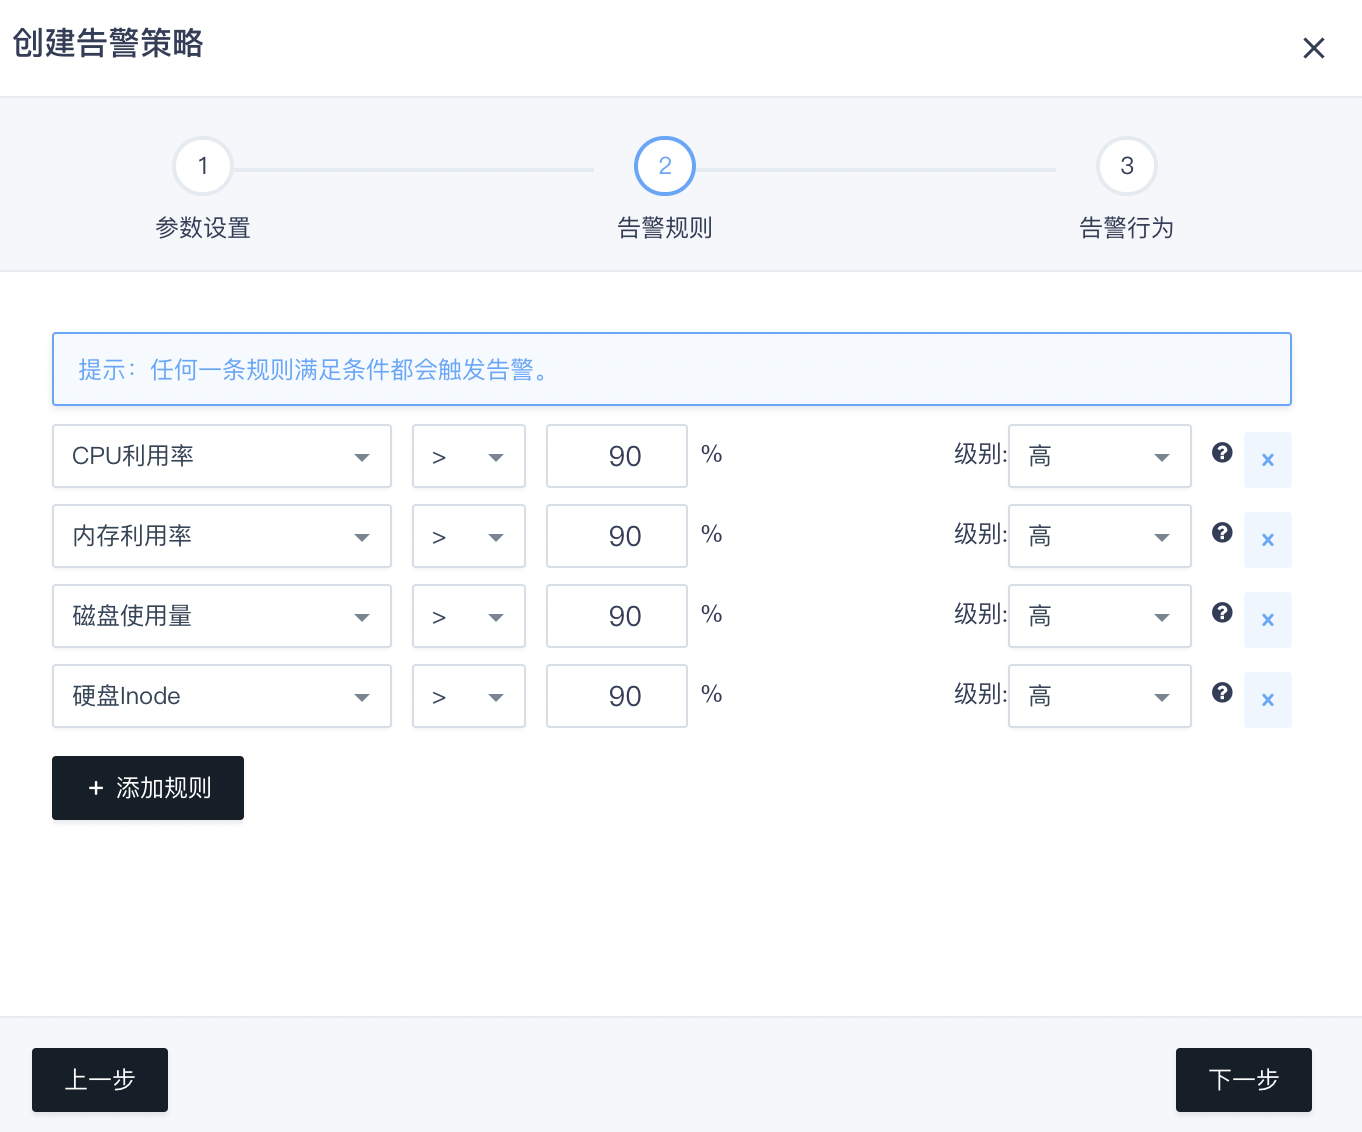 创建告警策略
1
2
3
参数设置
告警规则
告警行为
提示：任何一条规则满足条件都会触发告警。
CPU利用率 > 90 % 级别: 高
内存利用率 > 90 % 级别: 高
磁盘使用量 > 90 % 级别: 高
硬盘Inode > 90 % 级别: 高
+ 添加规则
上一步
下一步